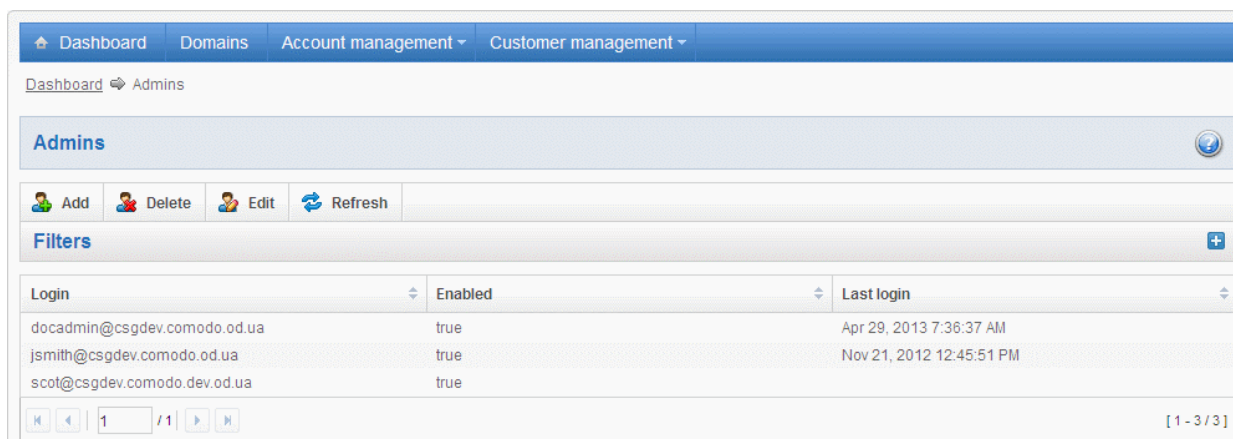 Dashboard Domains Account management Customer management
Dashboard Admins
Admins
Add Delete Edit Refresh
Filters
Login Enabled Last login
docadmin@csgdev.comodo.od.ua true Apr 29, 2013 7:36:37 AM
jsmith@csgdev.comodo.od.ua true Nov 21, 2012 12:45:51 PM
scot@csgdev.comodo.dev.od.ua true
1 / 1 [ 1 - 3 / 3 ]